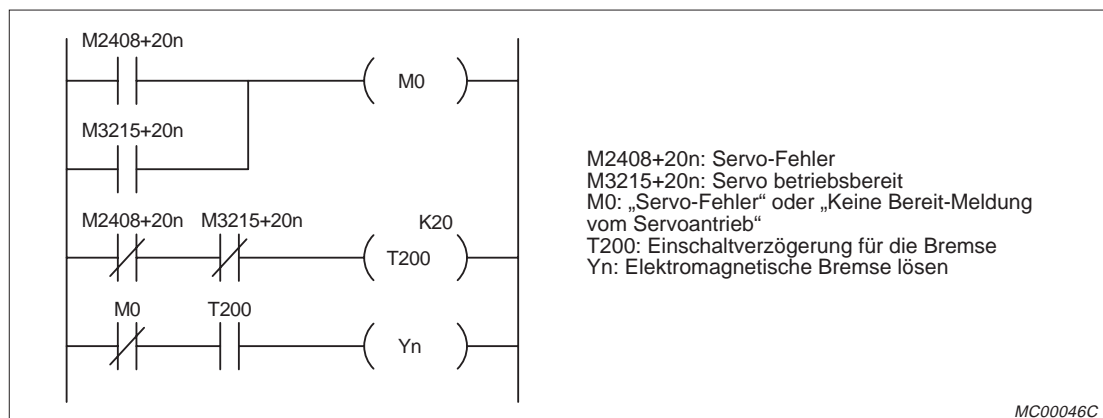 M2408+20n
M0
M3215+20n
M2408+20n M3215+20n K20
T200
M0 T200
Yn
M2408+20n: Servo-Fehler
M3215+20n: Servo betriebsbereit
M0: „Servo-Fehler“ oder „Keine Bereit-Meldung
vom Servoantrieb“
T200: Einschaltverzögerung für die Bremse
Yn: Elektromagnetische Bremse lösen
MC00046C